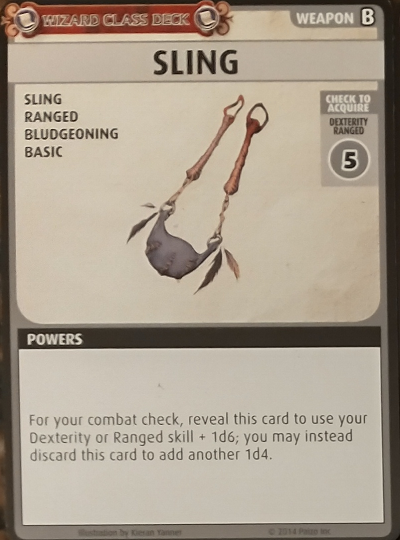 WIZARD CLASS DECK
WEAPON B
SLING
SLING
RANGED
BLUDGEONING
BASIC
CHECK TO
ACQUIRE
DEXTERITY
RANGED
5
POWERS
For your combat check, reveal this card to use your
Dexterity or Ranged skill + 1d6; you may instead
discard this card to add another 1d4.
Illustration by Kieran Yanner
© 2014 Paizo Inc.